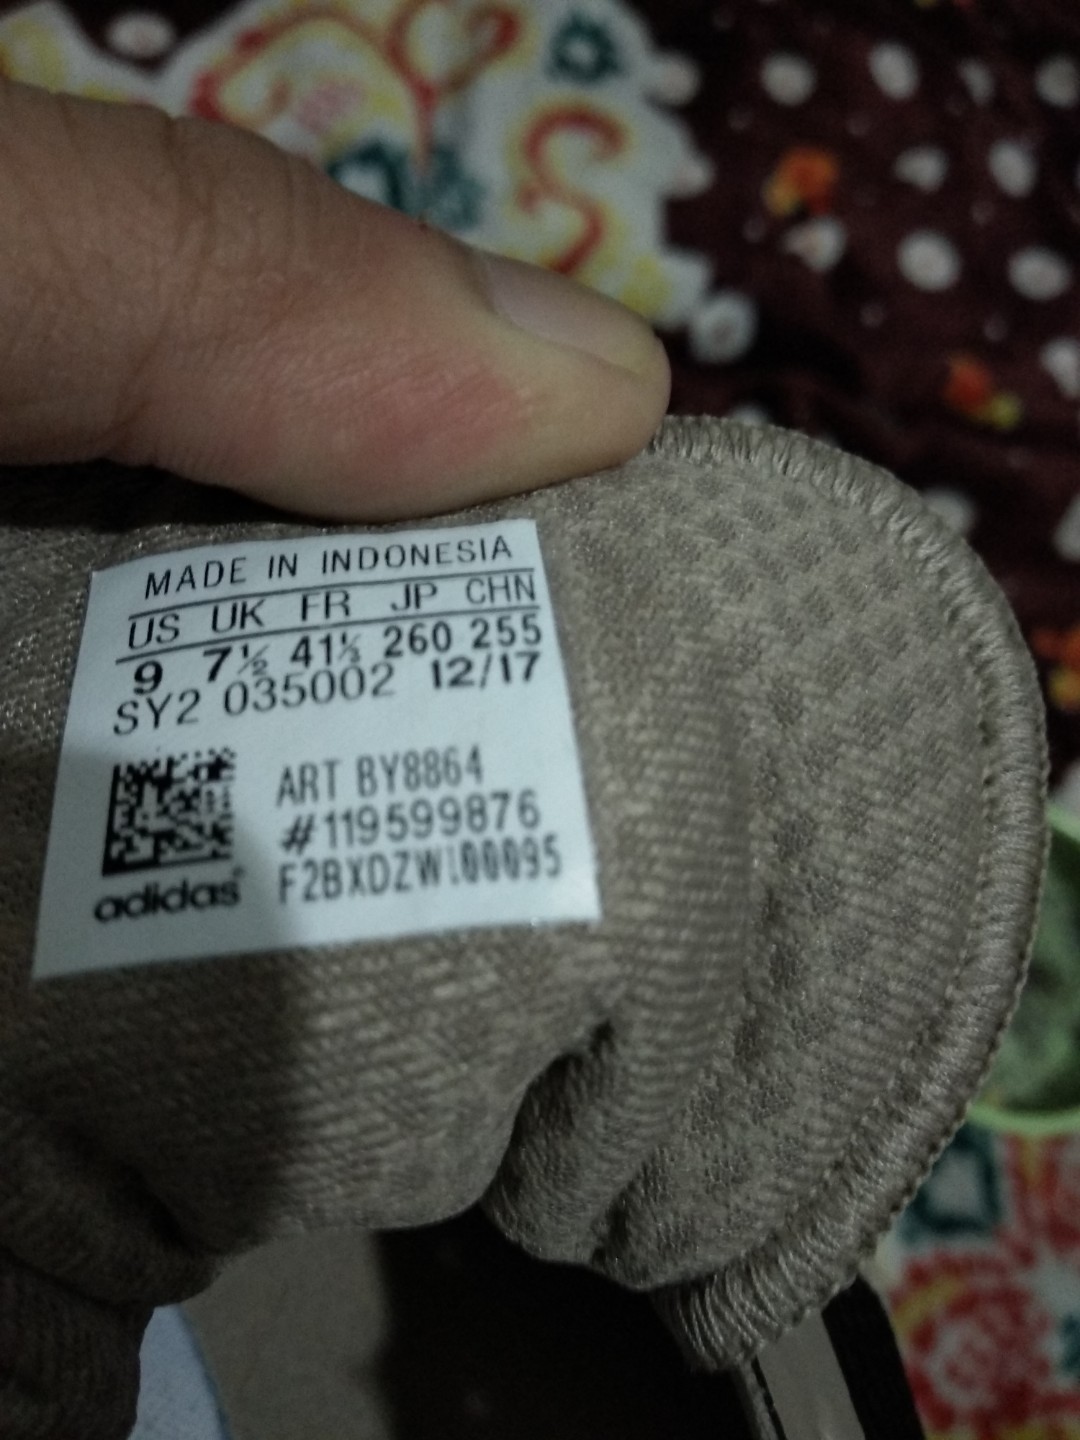 MADE IN INDONESIA
US UK FR JP CHN
9 7½ 41⅓ 260 255
SY2 035002 12/17
ART BY8864
#119599876
F2BXDZW100095
adidas